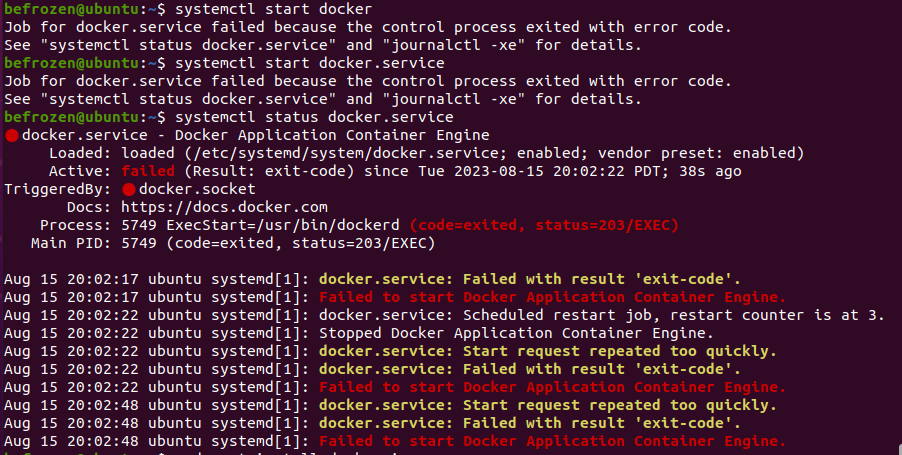 befrozen@ubuntu:~$ systemctl start docker
Job for docker.service failed because the control process exited with error code.
See "systemctl status docker.service" and "journalctl -xe" for details.
befrozen@ubuntu:~$ systemctl start docker.service
Job for docker.service failed because the control process exited with error code.
See "systemctl status docker.service" and "journalctl -xe" for details.
befrozen@ubuntu:~$ systemctl status docker.service
docker.service - Docker Application Container Engine
Loaded: loaded (/etc/systemd/system/docker.service; enabled; vendor preset: enabled)
Active: failed (Result: exit-code) since Tue 2023-08-15 20:02:22 PDT; 38s ago
TriggeredBy: docker.socket
Docs: https://docs.docker.com
Process: 5749 ExecStart=/usr/bin/dockerd (code=exited, status=203/EXEC)
Main PID: 5749 (code=exited, status=203/EXEC)
Aug 15 20:02:17 ubuntu systemd[1]: docker.service: Failed with result 'exit-code'.
Aug 15 20:02:17 ubuntu systemd[1]: Failed to start Docker Application Container Engine.
Aug 15 20:02:22 ubuntu systemd[1]: docker.service: Scheduled restart job, restart counter is at 3.
Aug 15 20:02:22 ubuntu systemd[1]: Stopped Docker Application Container Engine.
Aug 15 20:02:22 ubuntu systemd[1]: docker.service: Start request repeated too quickly.
Aug 15 20:02:22 ubuntu systemd[1]: docker.service: Failed with result 'exit-code'.
Aug 15 20:02:22 ubuntu systemd[1]: Failed to start Docker Application Container Engine.
Aug 15 20:02:48 ubuntu systemd[1]: docker.service: Start request repeated too quickly.
Aug 15 20:02:48 ubuntu systemd[1]: docker.service: Failed with result 'exit-code'.
Aug 15 20:02:48 ubuntu systemd[1]: Failed to start Docker Application Container Engine.